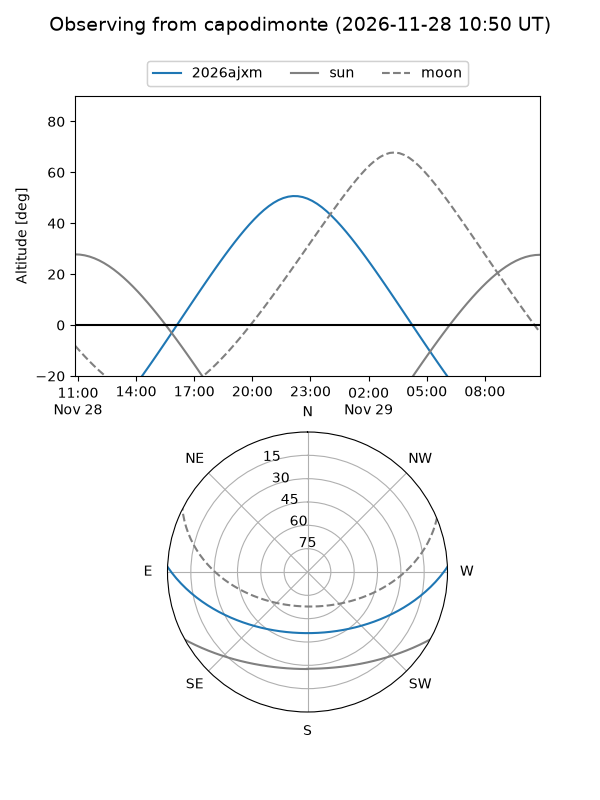 Observing from capodimonte (2026-11-28 10:50 UT)
2026ajxm sun moon
80
60
40
20
0
−20
Altitude [deg]
11:00 14:00 17:00 20:00 23:00 02:00 05:00 08:00
Nov 28 Nov 29
N
NE NW
15
30
45
60
75
E W
SE SW
S